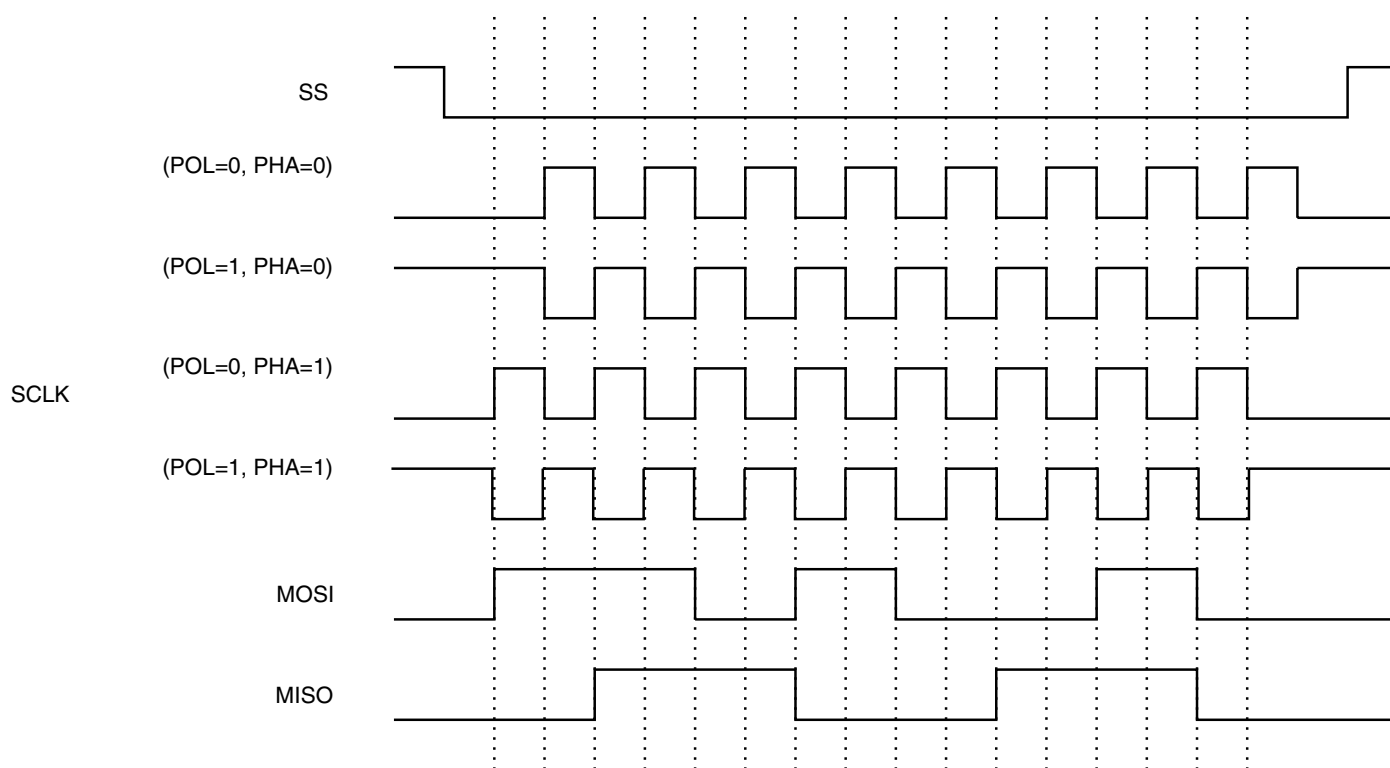 SS
(POL=0, PHA=0)
(POL=1, PHA=0)
(POL=0, PHA=1)
SCLK
(POL=1, PHA=1)
MOSI
MISO